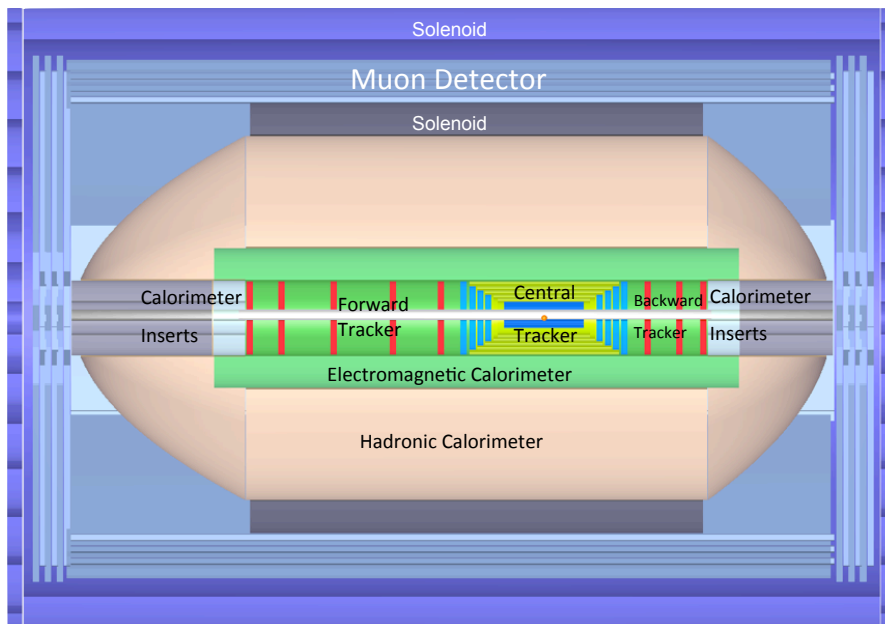 Solenoid
Muon Detector
Solenoid
Calorimeter
Forward
Central
Backward
Calorimeter
Inserts
Tracker
Tracker
Tracker
Inserts
Electromagnetic Calorimeter
Hadronic Calorimeter